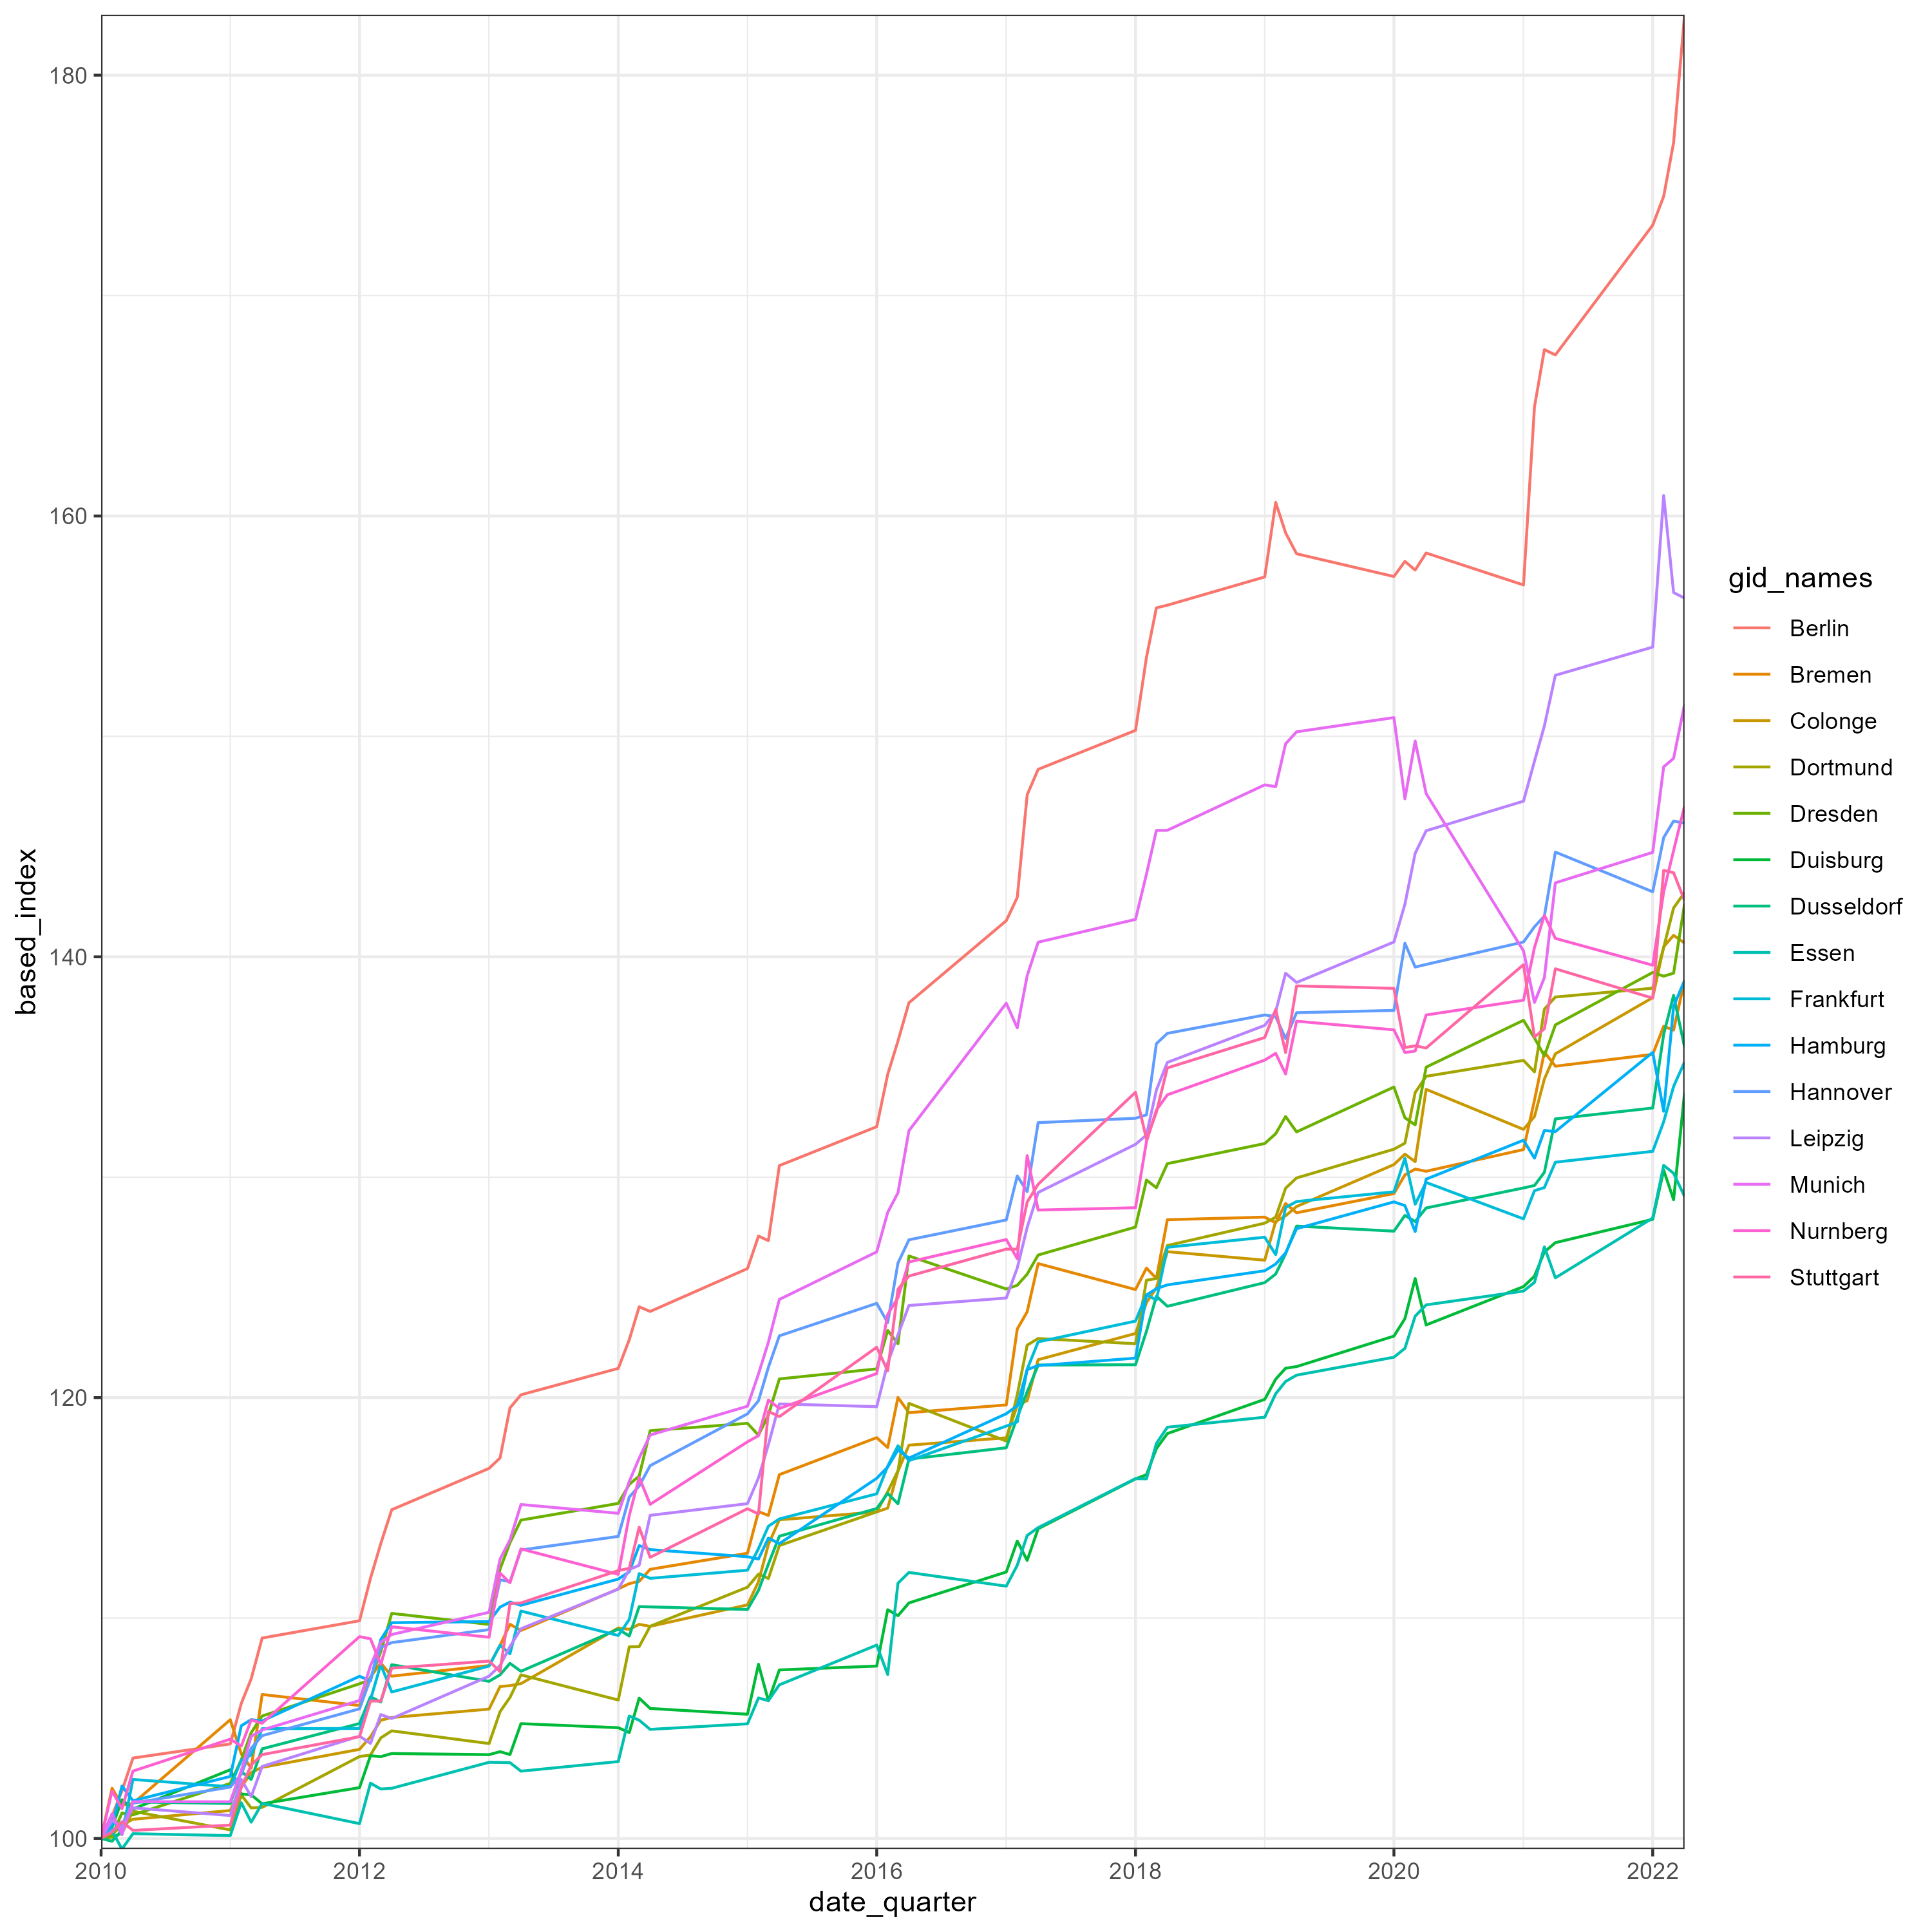 180
160
140
120
100
based_index
2010 2012 2014 2016 2018 2020 2022
date_quarter
gid_names
Berlin
Bremen
Colonge
Dortmund
Dresden
Duisburg
Dusseldorf
Essen
Frankfurt
Hamburg
Hannover
Leipzig
Munich
Nurnberg
Stuttgart